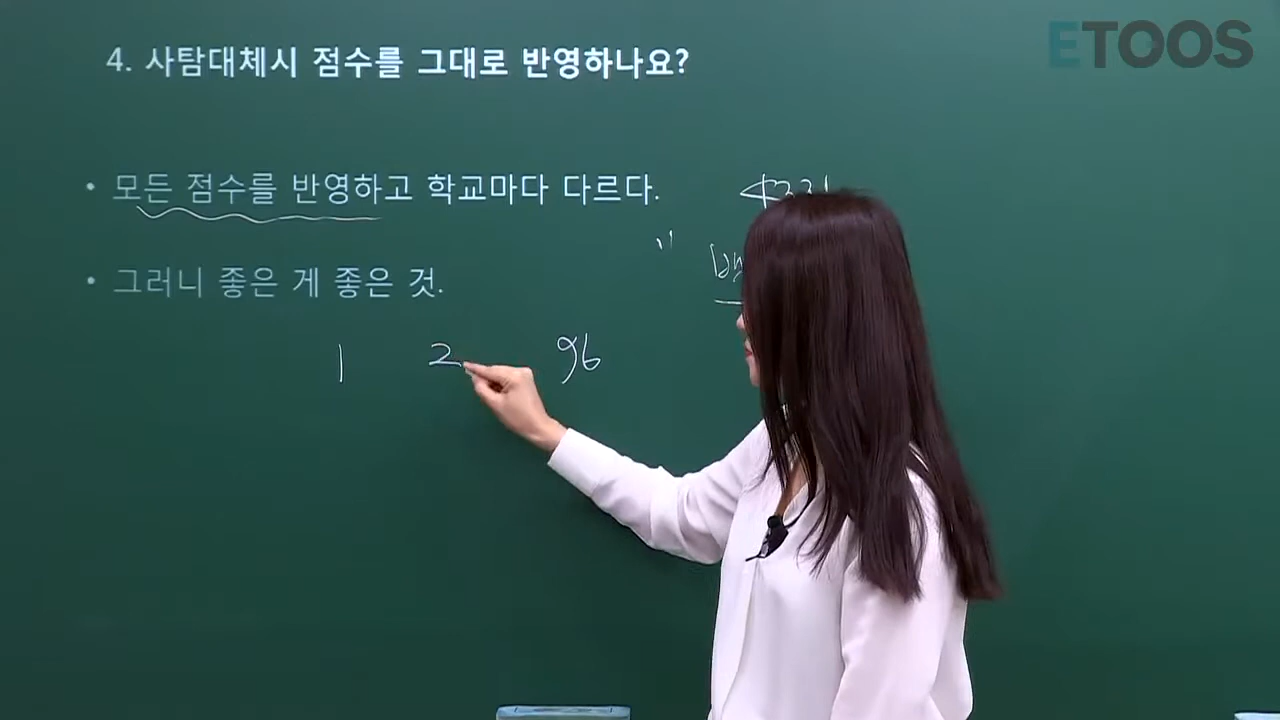 ETOOS
4. 사탐대체시 점수를 그대로 반영하나요?
• 모든 점수를 반영하고 학교마다 다르다.
• 그러니 좋은 게 좋은 것.
1 2 96